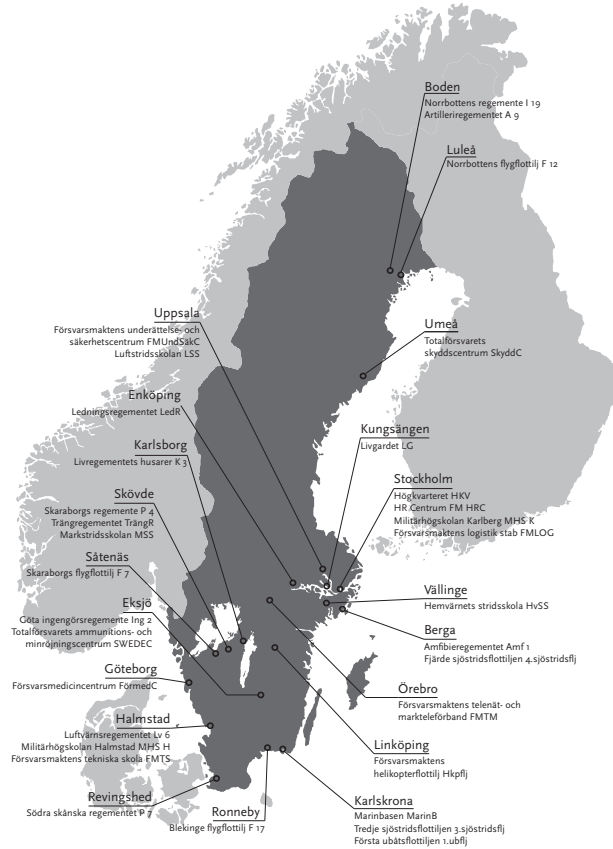 Boden
Norrbottens regemente I 19
Artilleriregementet A 9
Luleå
Norrbottens flygflottilj F 12
Uppsala
Försvarsmaktens underättelse- och
säkerhetscentrum FMUndSäkC
Luftstridsskolan LSS
Umeå
Totalförsvarets
skyddscentrum SkyddC
Enköping
Ledningsregementet LedR
Kungsängen
Livgardet LG
Karlsborg
Livregementets husarer K 3
Stockholm
Högkvarteret HKV
HR Centrum FM HRC
Militärhögskolan Karlberg MHS K
Försvarsmaktens logistik stab FMLOG
Skövde
Skaraborgs regemente P 4
Trängregementet TrängR
Markstridsskolan MSS
Såtenäs
Skaraborgs flygflottilj F 7
Vällinge
Hemvärnets stridsskola HvSS
Eksjö
Göta ingengörsregemente Ing 2
Totalförsvarets ammunitions- och
minröjningscentrum SWEDEC
Berga
Amfibieregementet Amf 1
Fjärde sjöstridsflottiljen 4.sjöstridsflj
Göteborg
Försvarsmedicincentrum FörmedC
Örebro
Försvarsmaktens telenät- och
markteleförband FMTM
Halmstad
Luftvärnsregementet Lv 6
Militärhögskolan Halmstad MHS H
Försvarsmaktens tekniska skola FMTS
Linköping
Försvarsmaktens
helikopterflottilj Hkpflj
Revingshed
Södra skånska regementet P 7
Ronneby
Blekinge flygflottilj F 17
Karlskrona
Marinbasen MarinB
Tredje sjöstridsflottiljen 3.sjöstridsflj
Första ubåtsflottiljen 1.ubflj